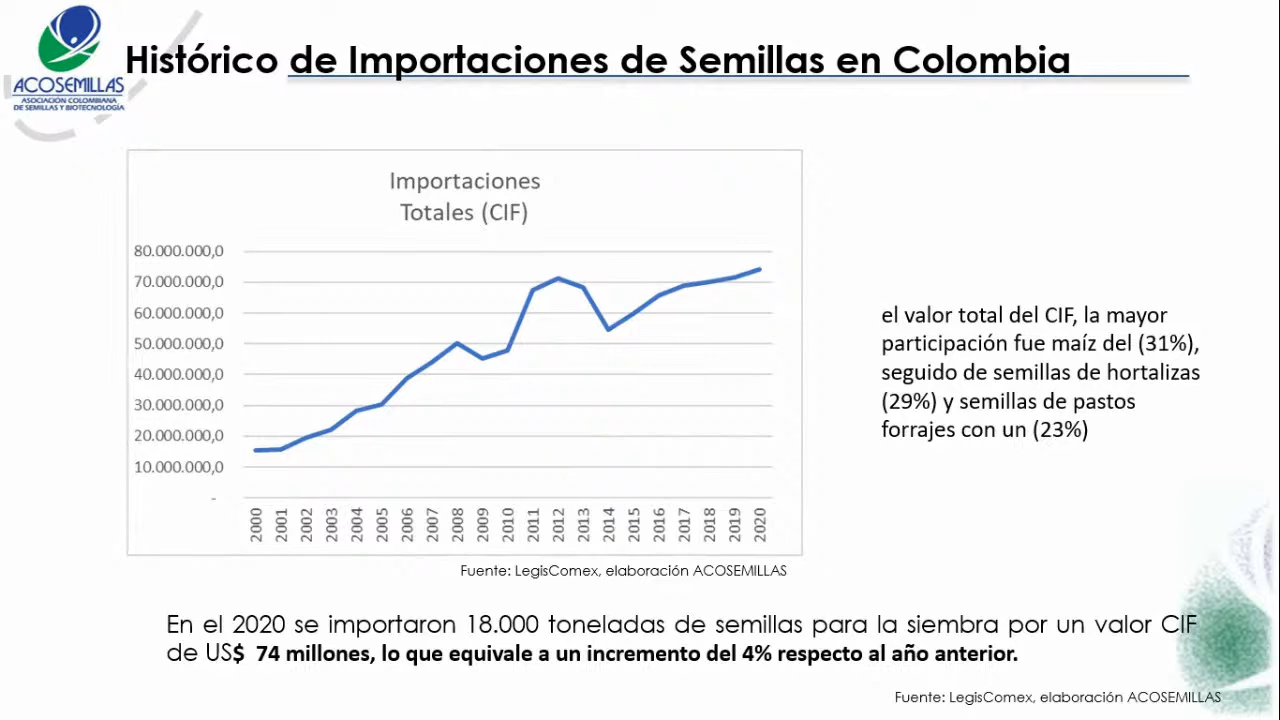 ACOSEMILLAS
ASOCIACIÓN COLOMBIANA
DE SEMILLAS Y BIOTECNOLOGÍA
Histórico de Importaciones de Semillas en Colombia
Importaciones
Totales (CIF)
80.000.000,0
70.000.000,0
60.000.000,0
50.000.000,0
40.000.000,0
30.000.000,0
20.000.000,0
10.000.000,0
-
2000 2001 2002 2003 2004 2005 2006 2007 2008 2009 2010 2011 2012 2013 2014 2015 2016 2017 2018 2019 2020
Fuente: LegisComex, elaboración ACOSEMILLAS
el valor total del CIF, la mayor
participación fue maíz del (31%),
seguido de semillas de hortalizas
(29%) y semillas de pastos
forrajes con un (23%)
En el 2020 se importaron 18.000 toneladas de semillas para la siembra por un valor CIF
de US$ 74 millones, lo que equivale a un incremento del 4% respecto al año anterior.
Fuente: LegisComex, elaboración ACOSEMILLAS